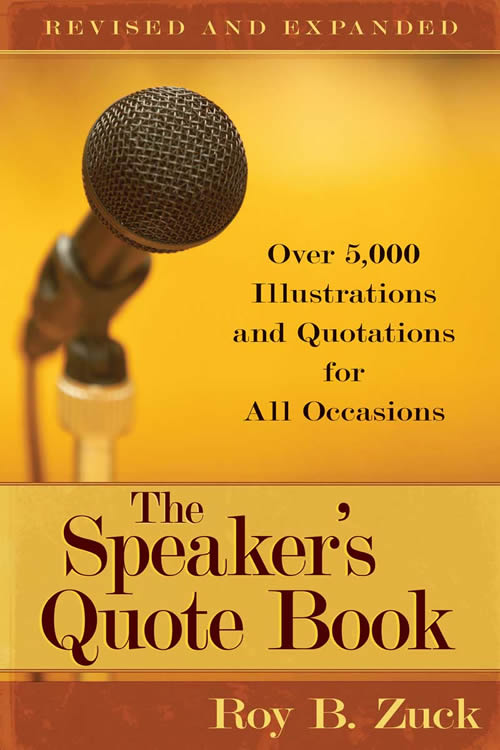 REVISED AND EXPANDED
Over 5,000
Illustrations
and Quotations
for
All Occasions
The
Speaker's
Quote Book
Roy B. Zuck